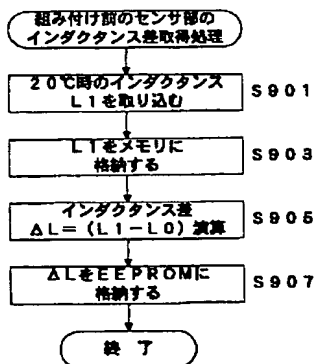 組み付け前のセンサ部の
インダクタンス差取得処理
20℃時のインダクタンス
L1を取り込む
S901
L1をメモリに
格納する
S903
インダクタンス差
ΔL=(L1-L0)演算
S905
ΔLをEEPROMに
格納する
S907
終了